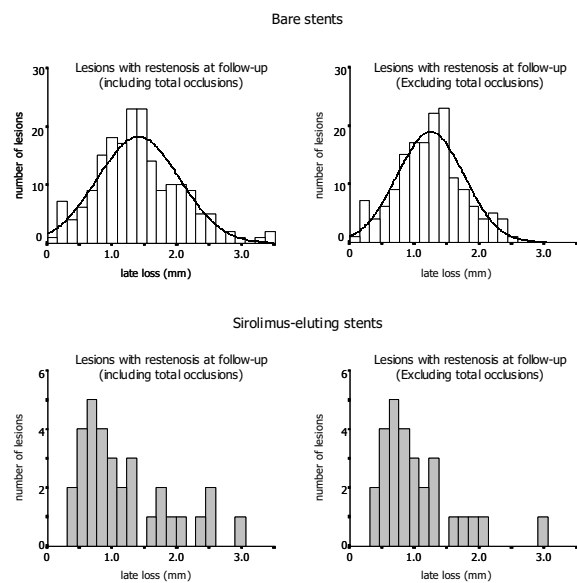 Bare stents
Lesions with restenosis at follow-up
(including total occlusions)
30
20
10
0
number of lesions
0
1.0
2.0
3.0
late loss (mm)
Lesions with restenosis at follow-up
(Excluding total occlusions)
30
20
10
0
number of lesions
0
1.0
2.0
3.0
late loss (mm)
Sirolimus-eluting stents
Lesions with restenosis at follow-up
(including total occlusions)
6
4
2
0
number of lesions
0
1.0
2.0
3.0
late loss (mm)
Lesions with restenosis at follow-up
(Excluding total occlusions)
6
4
2
0
number of lesions
0
1.0
2.0
3.0
late loss (mm)